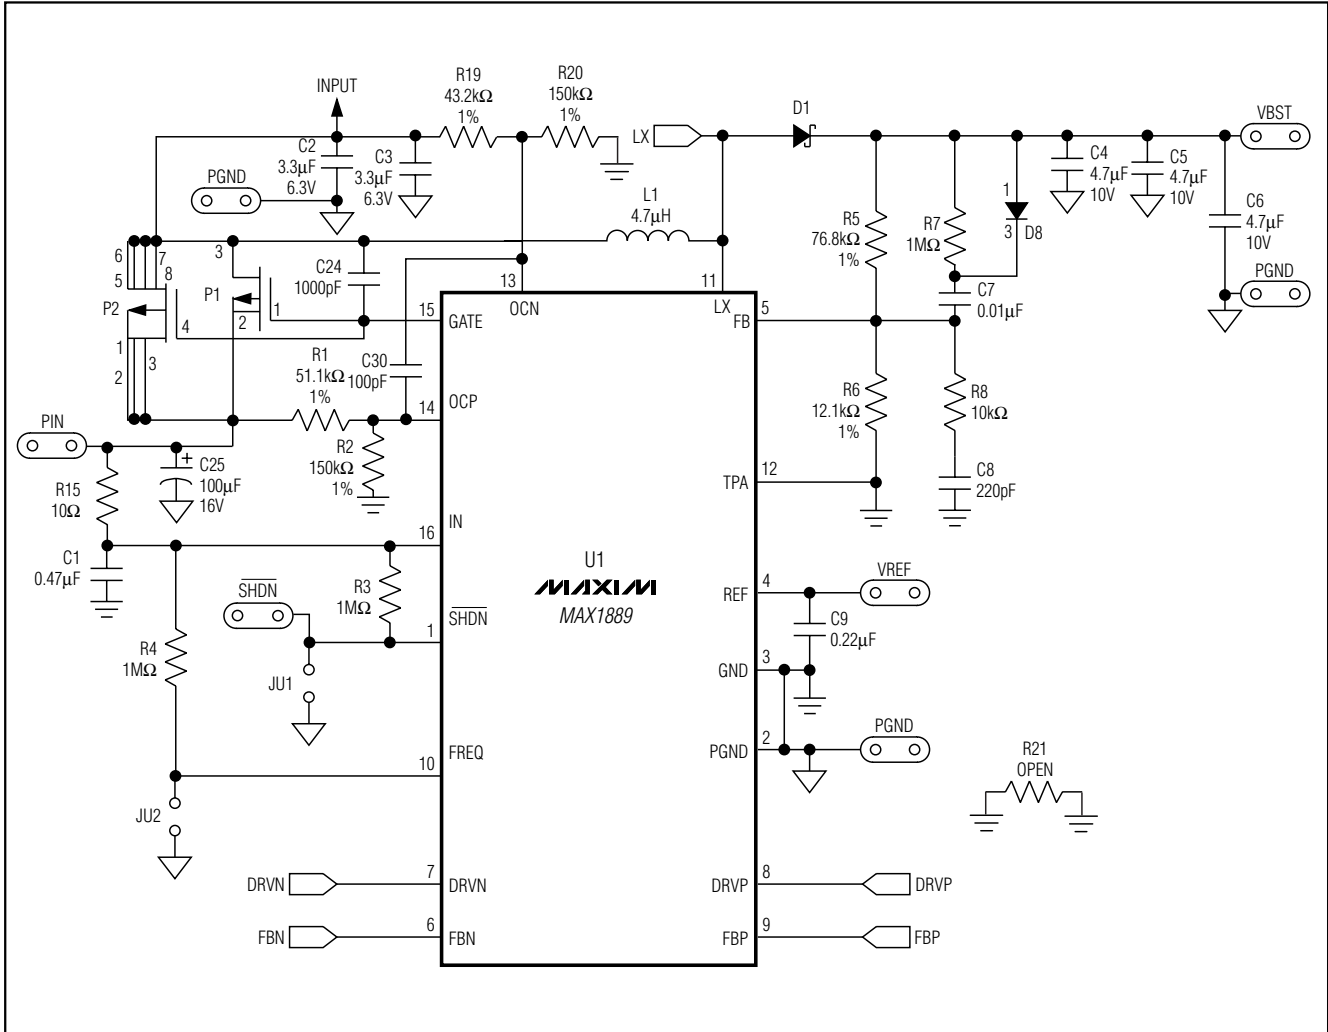 INPUT
R19
43.2kΩ
1%
R20
150kΩ
1%
LX
D1
VBST
C2
3.3μF
6.3V
C3
3.3μF
6.3V
PGND
L1
4.7μH
R5
76.8kΩ
1%
R7
1MΩ
1
3
D8
C4
4.7μF
10V
C5
4.7μF
10V
C6
4.7μF
10V
PGND
6
5
7
8
P2
4
1
2
3
3
P1
1
2
C24
1000pF
13
OCN
11
LX
C7
0.01μF
15
GATE
FB
5
R1
51.1kΩ
1%
C30
100pF
14
OCP
R6
12.1kΩ
1%
R8
10kΩ
PIN
R15
10Ω
+
C25
100μF
16V
R2
150kΩ
1%
TPA
12
C8
220pF
16
IN
C1
0.47μF
R3
1MΩ
SHDN
1
SHDN
U1
MAXIM
MAX1889
REF
4
VREF
C9
0.22μF
R4
1MΩ
JU1
GND
3
PGND
2
PGND
10
FREQ
JU2
R21
OPEN
DRVN
7
DRVN
DRVP
8
DRVP
FBN
6
FBN
FBP
9
FBP